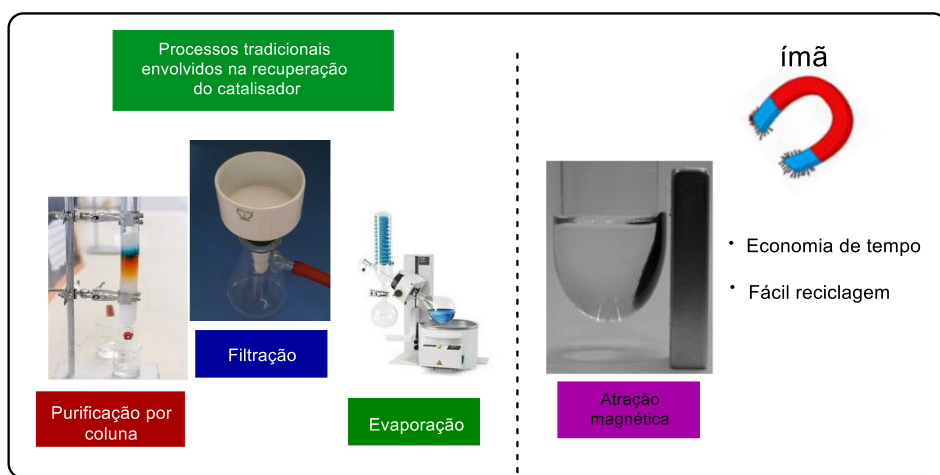 Processos tradicionais
envolvidos na recuperação
do catalisador
Purificação por
coluna
Filtração
Evaporação
ímã
Atração
magnética
• Economia de tempo
• Fácil reciclagem